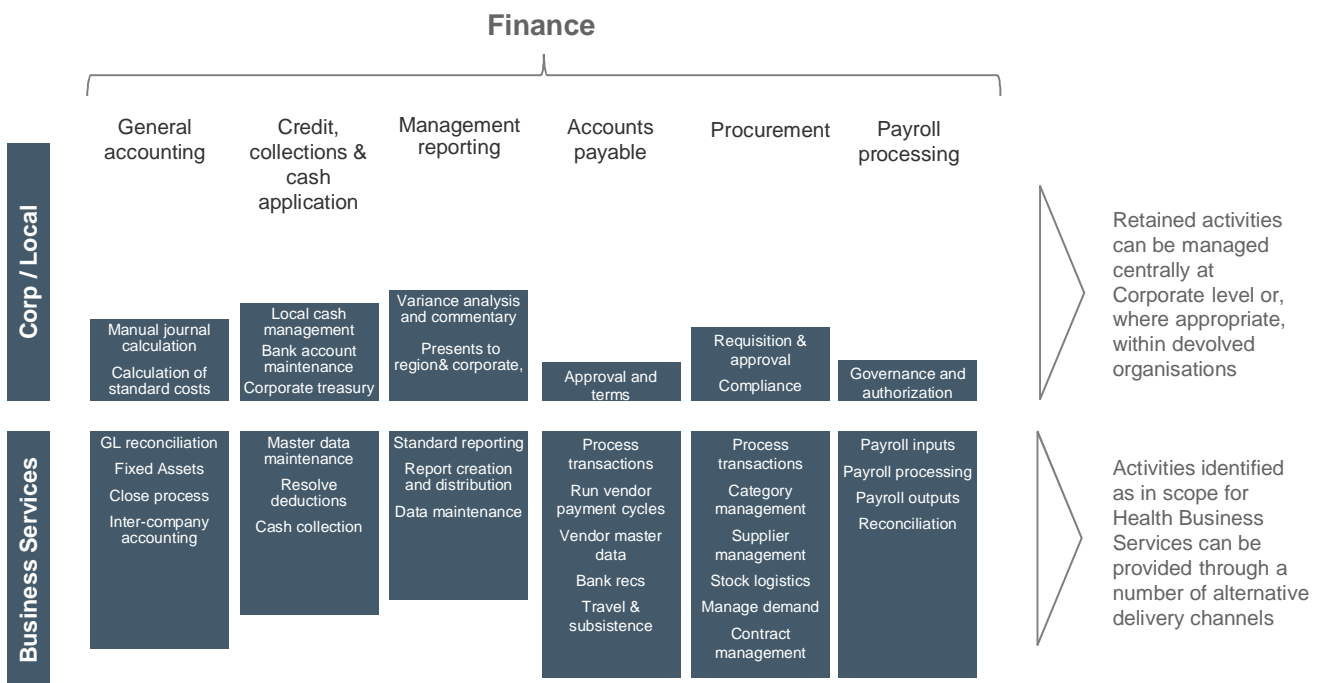 Finance
General
accounting
Credit,
collections &
cash
application
Management
reporting
Accounts
payable
Procurement
Payroll
processing
Corp / Local
Manual journal
calculation
Calculation of
standard costs
Local cash
management
Bank account
maintenance
Corporate treasury
Variance analysis
and commentary
Presents to
region& corporate,
Approval and
terms
Requisition &
approval
Compliance
Governance and
authorization
Retained activities
can be managed
centrally at
Corporate level or,
where appropriate,
within devolved
organisations
Business Services
GL reconciliation
Fixed Assets
Close process
Inter-company
accounting
Master data
maintenance
Resolve
deductions
Cash collection
Standard reporting
Report creation
and distribution
Data maintenance
Process
transactions
Run vendor
payment cycles
Vendor master
data
Bank recs
Travel &
subsistence
Process
transactions
Category
management
Supplier
management
Stock logistics
Manage demand
Contract
management
Payroll inputs
Payroll processing
Payroll outputs
Reconciliation
Activities identified
as in scope for
Health Business
Services can be
provided through a
number of alternative
delivery channels